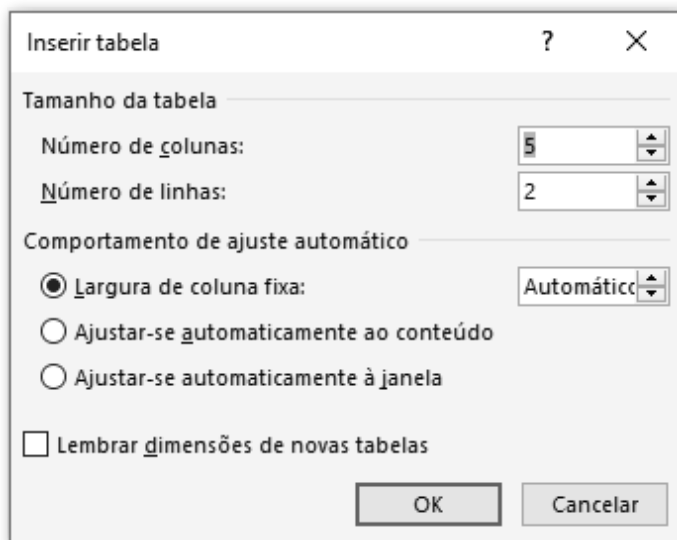 Inserir tabela ?
Tamanho da tabela
Número de colunas: 5
Número de linhas: 2
Comportamento de ajuste automático
Largura de coluna fixa: Automático
Ajustar-se automaticamente ao conteúdo
Ajustar-se automaticamente à janela
Lembrar dimensões de novas tabelas
OK Cancelar